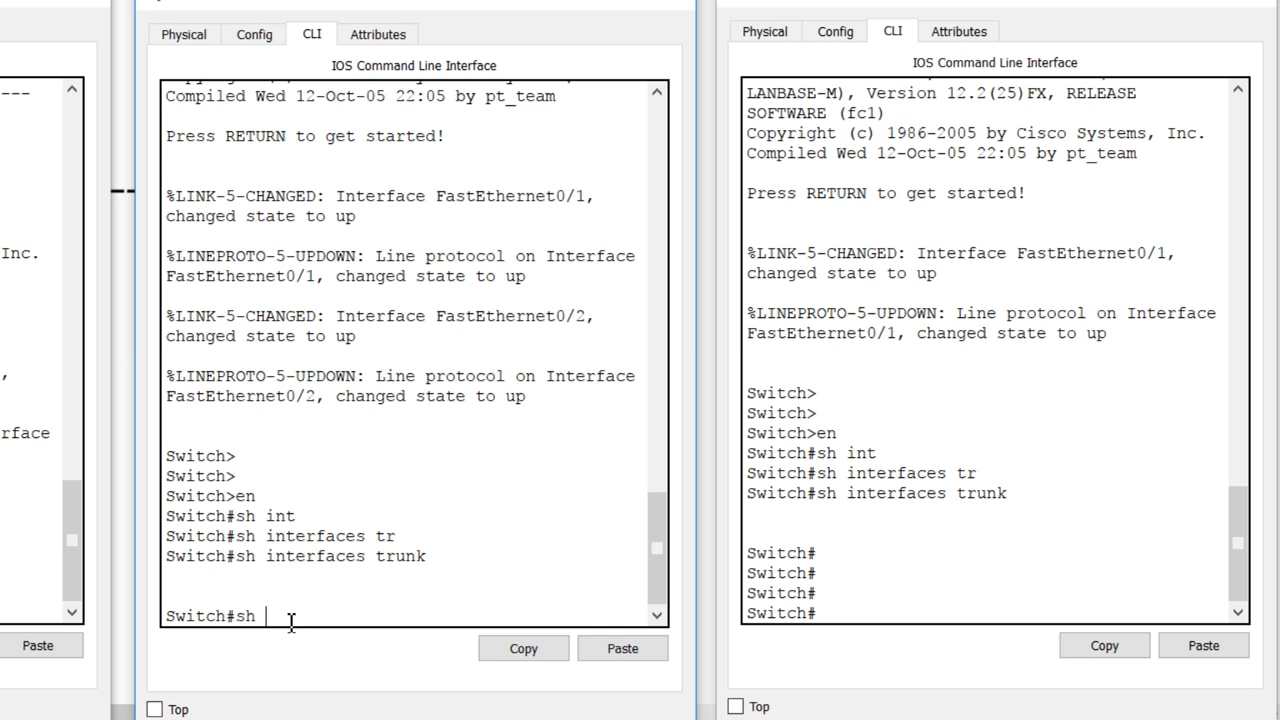 ---
Inc.
,
rface
Paste
Physical
Config
CLI
Attributes
IOS Command Line Interface
Compiled Wed 12-Oct-05 22:05 by pt_team
Press RETURN to get started!
%LINK-5-CHANGED: Interface FastEthernet0/1,
changed state to up
%LINEPROTO-5-UPDOWN: Line protocol on Interface
FastEthernet0/1, changed state to up
%LINK-5-CHANGED: Interface FastEthernet0/2,
changed state to up
%LINEPROTO-5-UPDOWN: Line protocol on Interface
FastEthernet0/2, changed state to up
Switch>
Switch>
Switch>en
Switch#sh int
Switch#sh interfaces tr
Switch#sh interfaces trunk
Switch#sh
Copy
Paste
Top
Physical
Config
CLI
Attributes
IOS Command Line Interface
LANBASE-M), Version 12.2(25)FX, RELEASE
SOFTWARE (fc1)
Copyright (c) 1986-2005 by Cisco Systems, Inc.
Compiled Wed 12-Oct-05 22:05 by pt_team
Press RETURN to get started!
%LINK-5-CHANGED: Interface FastEthernet0/1,
changed state to up
%LINEPROTO-5-UPDOWN: Line protocol on Interface
FastEthernet0/1, changed state to up
Switch>
Switch>
Switch>en
Switch#sh int
Switch#sh interfaces tr
Switch#sh interfaces trunk
Switch#
Switch#
Switch#
Switch#
Copy
Paste
Top